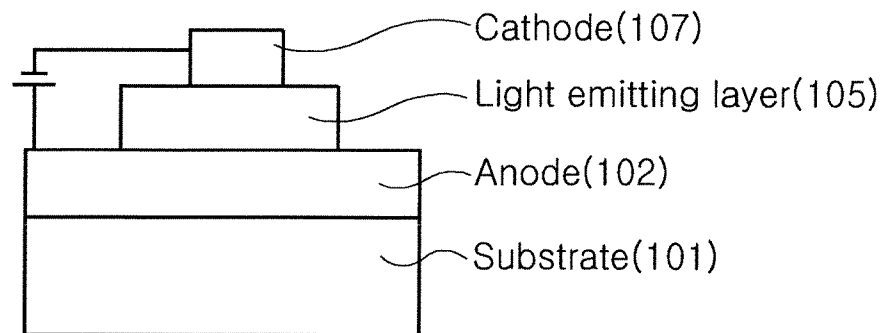 Cathode(107)
Light emitting layer(105)
Anode(102)
Substrate(101)